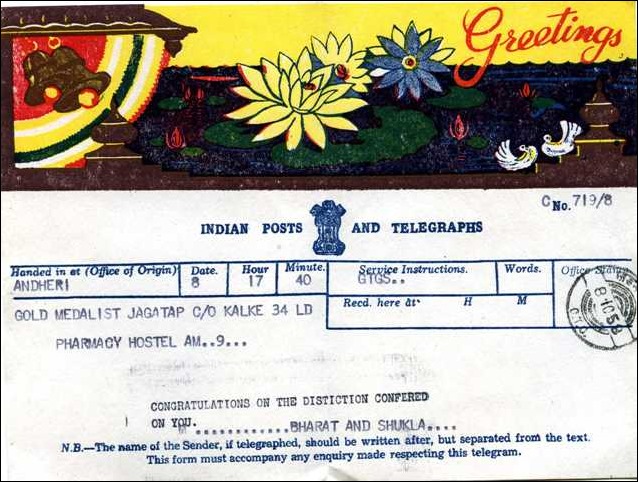 Greetings
C No. 719/8
INDIAN POSTS AND TELEGRAPHS
Handed in at (Office of Origin) Date. Hour Minute. Service Instructions. Words. Office Stamp
ANDHERI 8 17 40 GTGS..
Recd. here at H M
GOLD MEDALIST JAGATAP C/O KALKE 34 LD
PHARMACY HOSTEL AM..9...
CONGRATULATIONS ON THE DISTICTION CONFERED
ON YOU.............BHARAT AND SHUKLA....
N.B.—The name of the Sender, if telegraphed, should be written after, but separated from the text.
This form must accompany any enquiry made respecting this telegram.